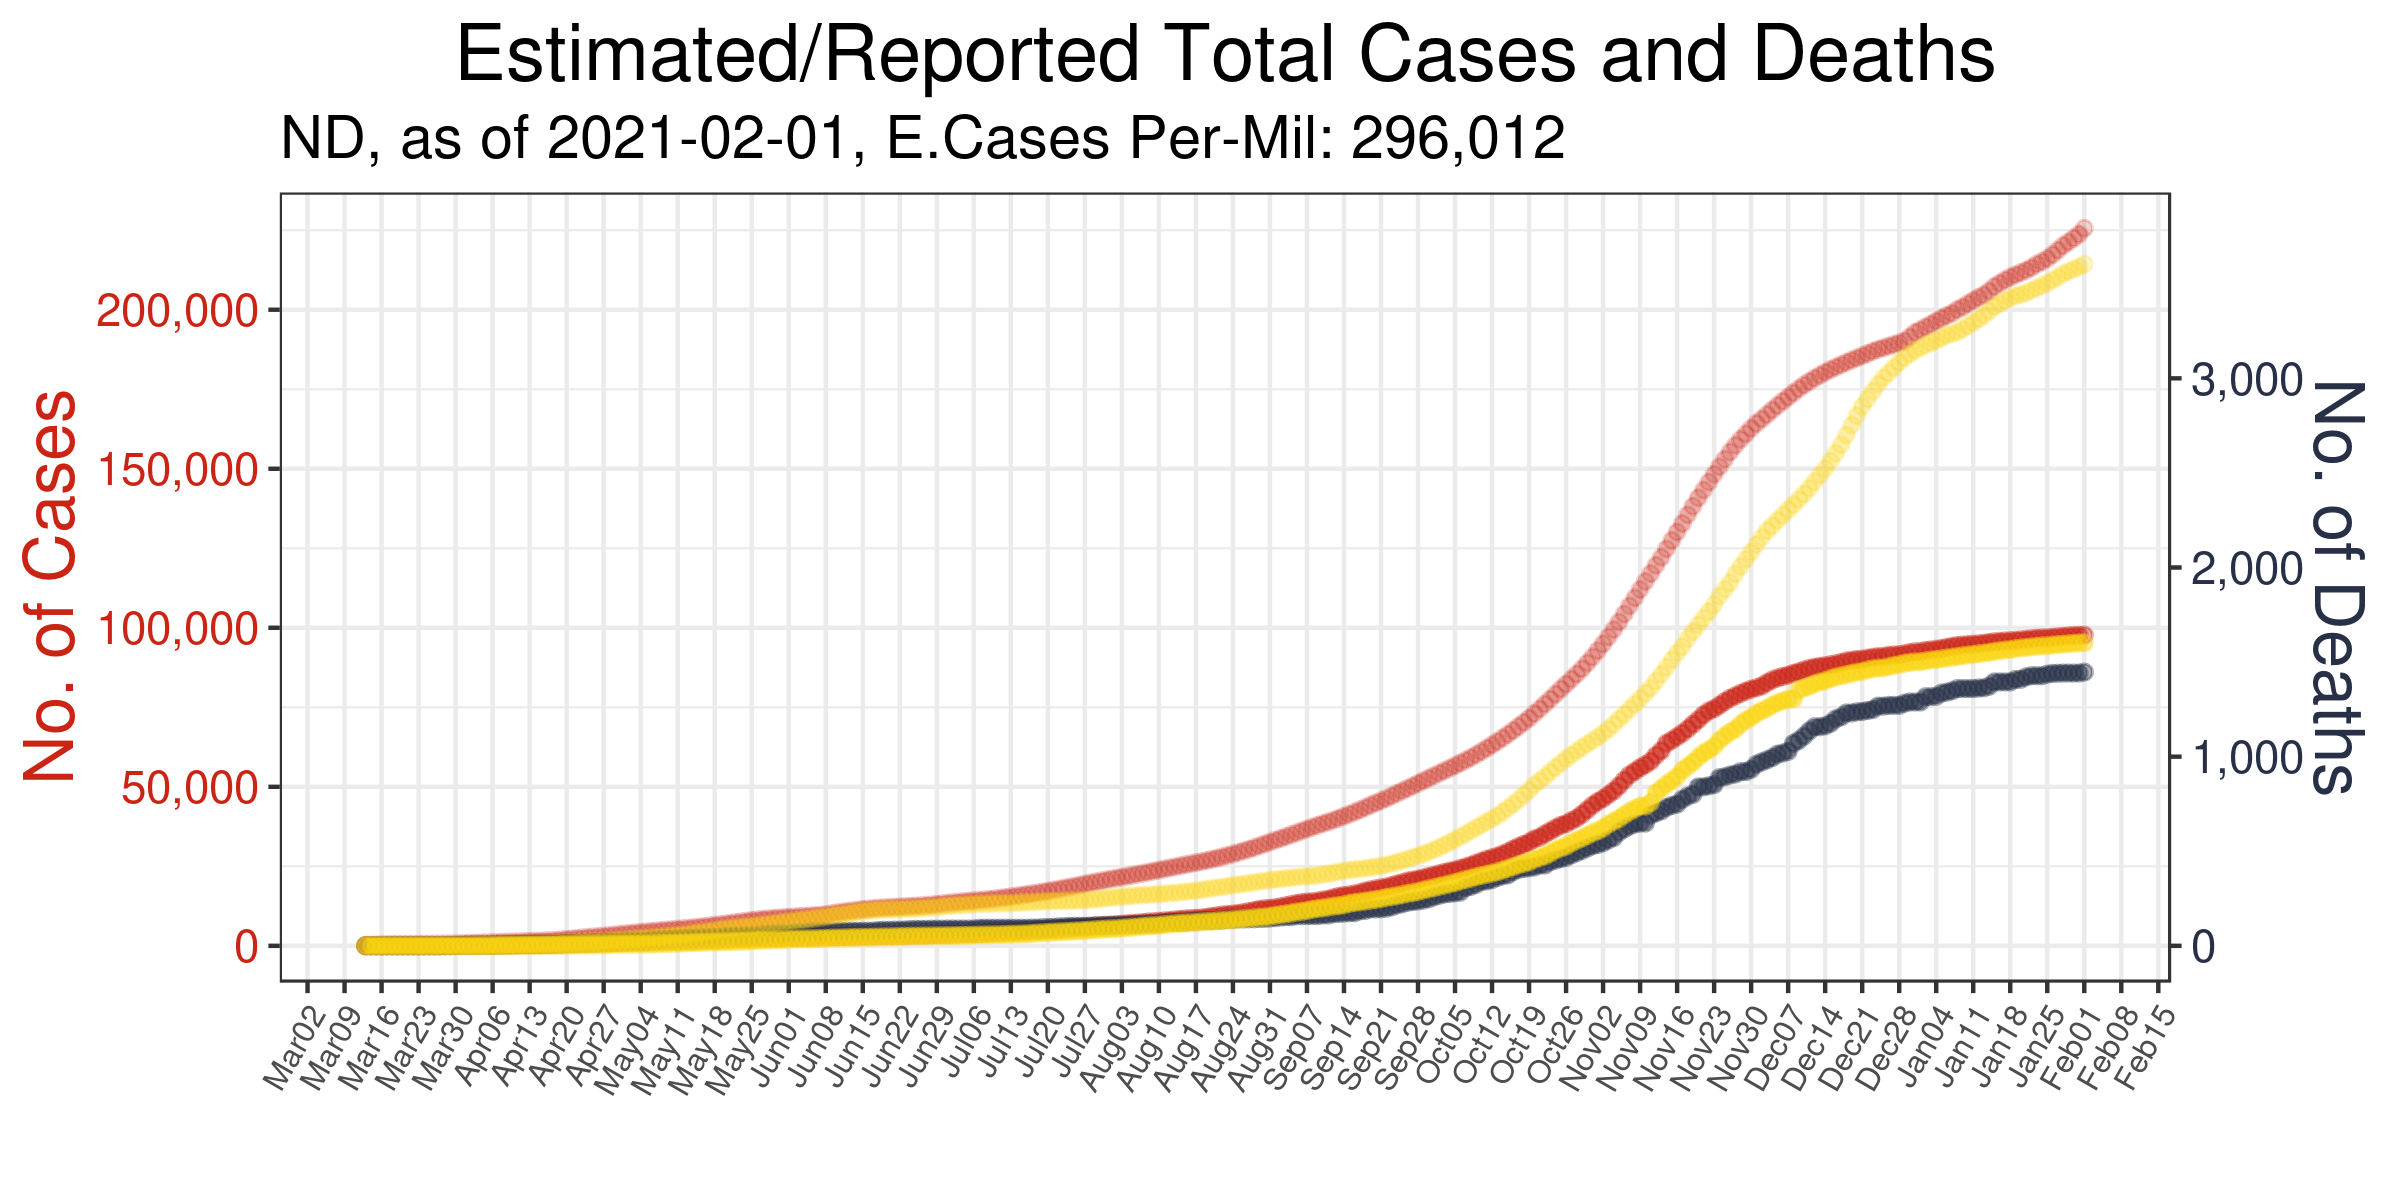 Estimated/Reported Total Cases and Deaths
ND, as of 2021-02-01, E.Cases Per-Mil: 296,012
No. of Cases
200,000
150,000
100,000
50,000
0
3,000
2,000
1,000
0
No. of Deaths
Mar02
Mar09
Mar16
Mar23
Mar30
Apr06
Apr13
Apr20
Apr27
May04
May11
May18
May25
Jun01
Jun08
Jun15
Jun22
Jun29
Jul06
Jul13
Jul20
Jul27
Aug03
Aug10
Aug17
Aug24
Aug31
Sep07
Sep14
Sep21
Sep28
Oct05
Oct12
Oct19
Oct26
Nov02
Nov09
Nov16
Nov23
Nov30
Dec07
Dec14
Dec21
Dec28
Jan04
Jan11
Jan18
Jan25
Feb01
Feb08
Feb15